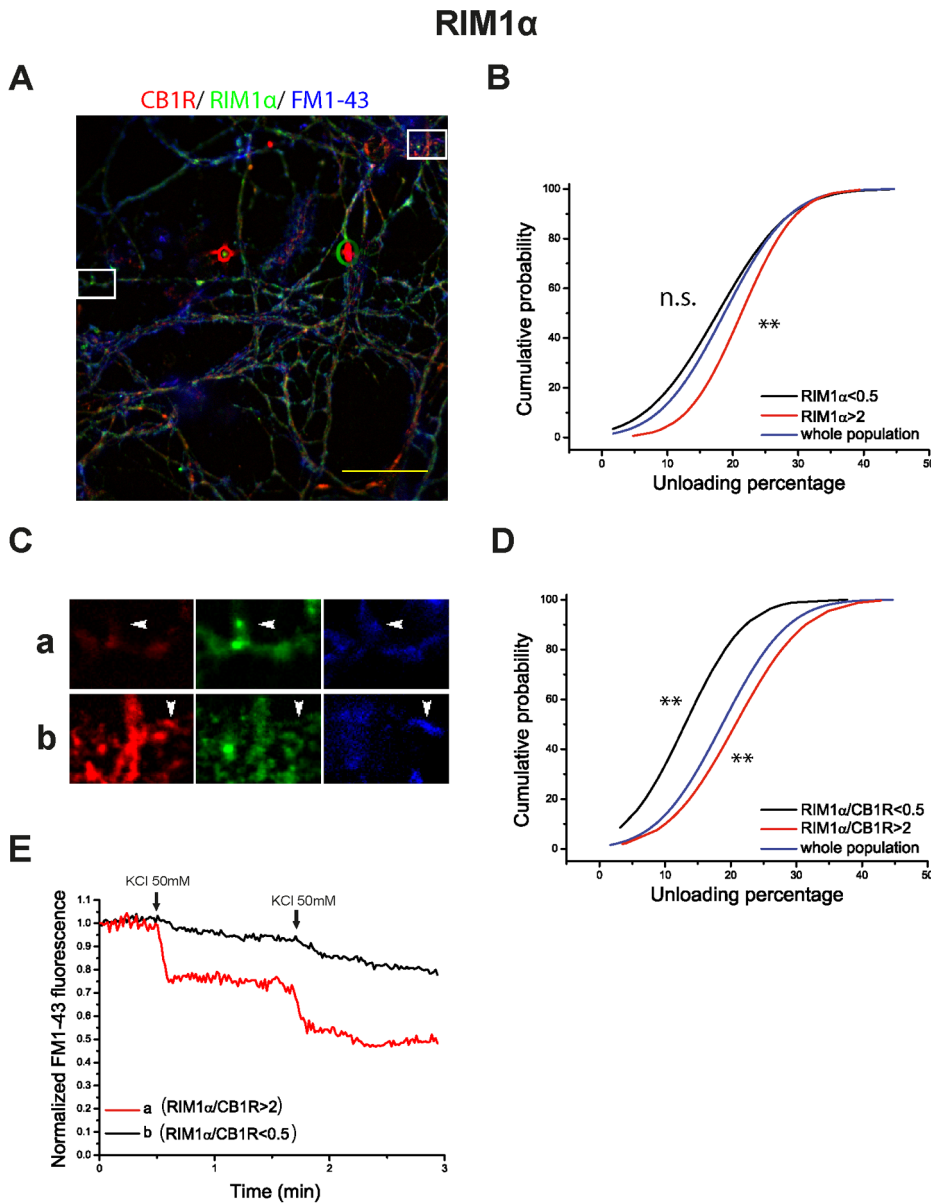 RIM1α
A
CB1R/ RIM1α/ FM1-43
B
100
80
60
40
20
0
Cumulative probability
n.s.
**
RIM1α<0.5
RIM1α>2
whole population
0 10 20 30 40 50
Unloading percentage
C
a
b
D
100
80
60
40
20
0
Cumulative probability
**
**
RIM1α/CB1R<0.5
RIM1α/CB1R>2
whole population
0 10 20 30 40 50
Unloading percentage
E
KCl 50mM
KCl 50mM
1.1
1.0
0.9
0.8
0.7
0.6
0.5
0.4
0.3
0.2
0.1
0.0
Normalized FM1-43 fluorescence
a (RIM1α/CB1R>2)
b (RIM1α/CB1R<0.5)
0 1 2 3
Time (min)